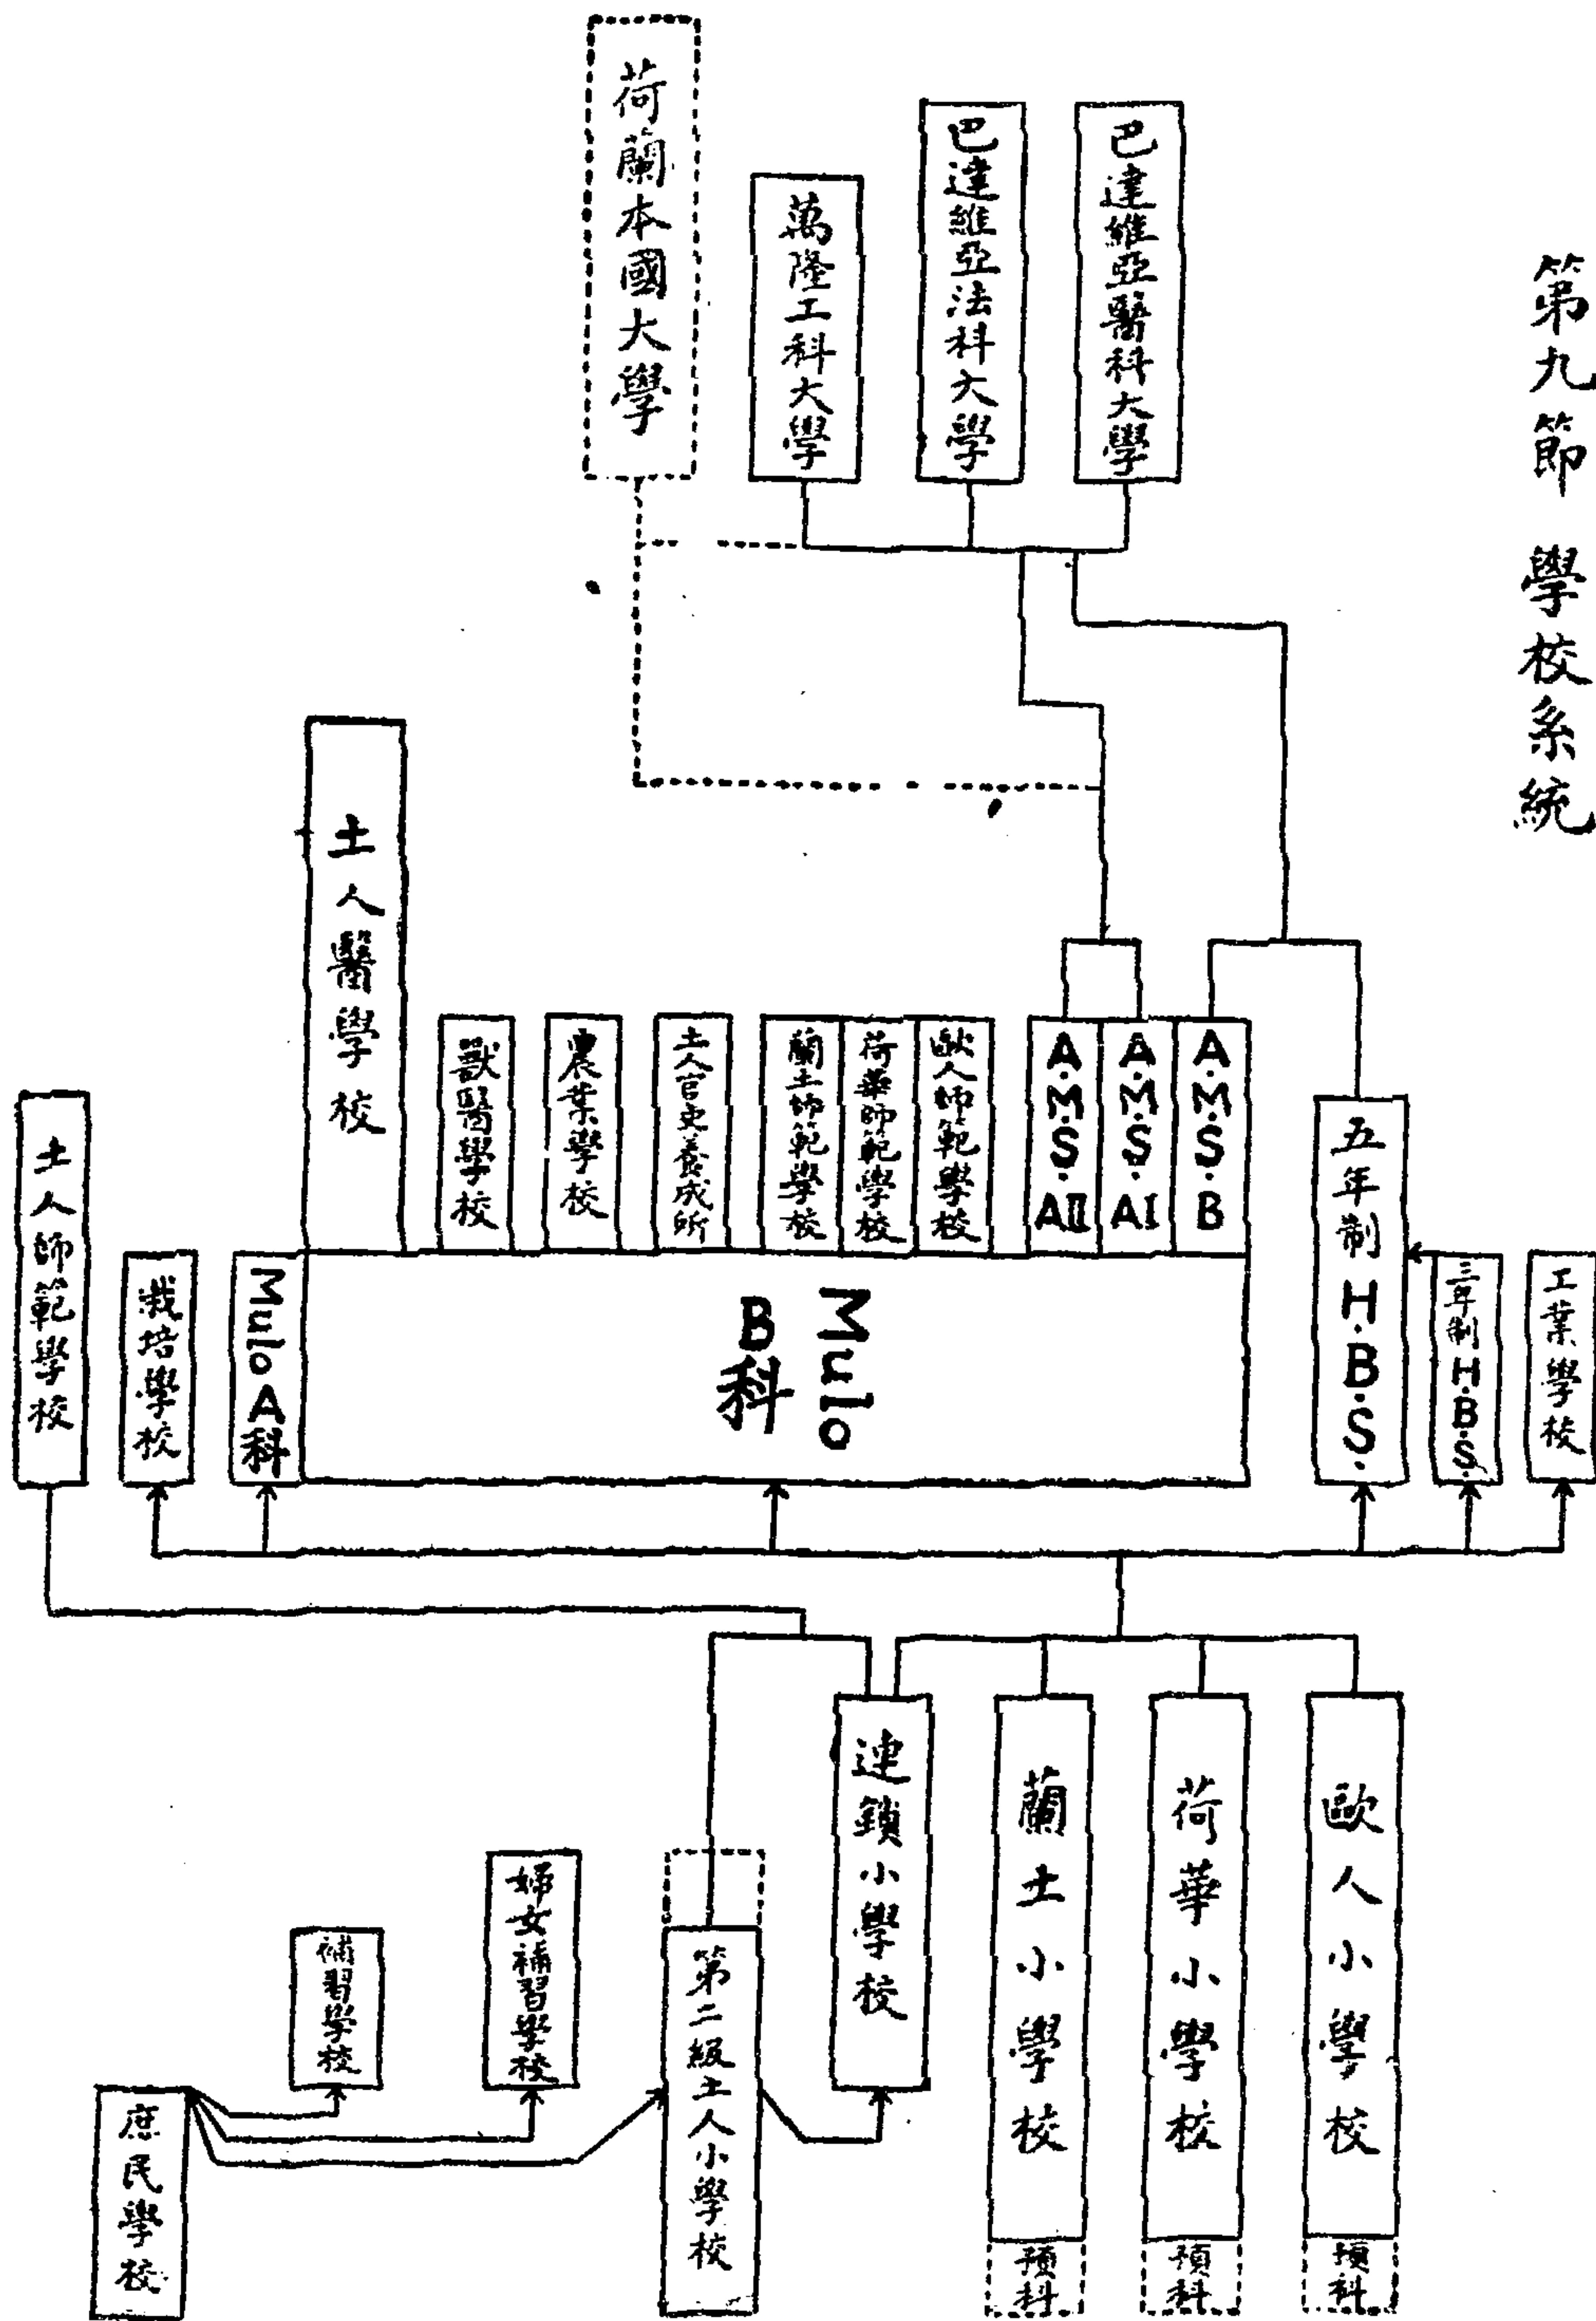 第九節 學校系統
巴達維亞醫科大學
巴達維亞法科大學
萬隆工科大學
荷蘭本國大學
土人醫學校
A.M.S. B
A.M.S. AI
A.M.S. AII
歐人師範學校
荷華師範學校
蘭土師範學校
土人官吏養成所
農業學校
獸醫學校
工業學校
三年制 H.B.S.
五年制 H.B.S.
Mulo
B科
Mulo A科
栽培學校
土人師範學校
歐人小學校
預科
荷華小學校
預科
蘭土小學校
預科
連鎖小學校
第二級土人小學校
婦女補習學校
補習學校
庶民學校